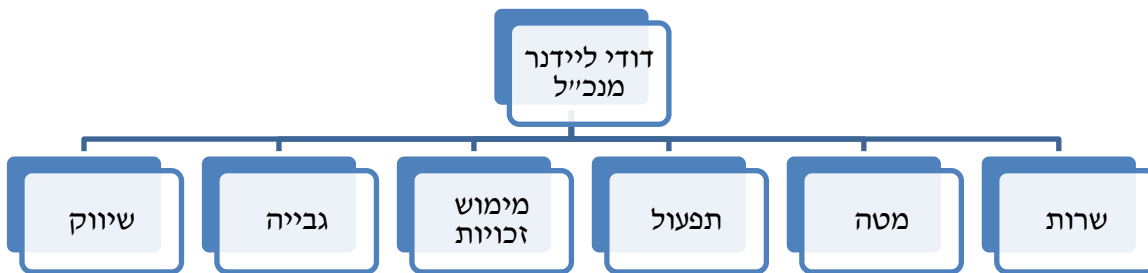 דודי ליידנר
מנכ״ל
שרות
מטה
תפעול
מימוש
זכויות
גבייה
שיווק